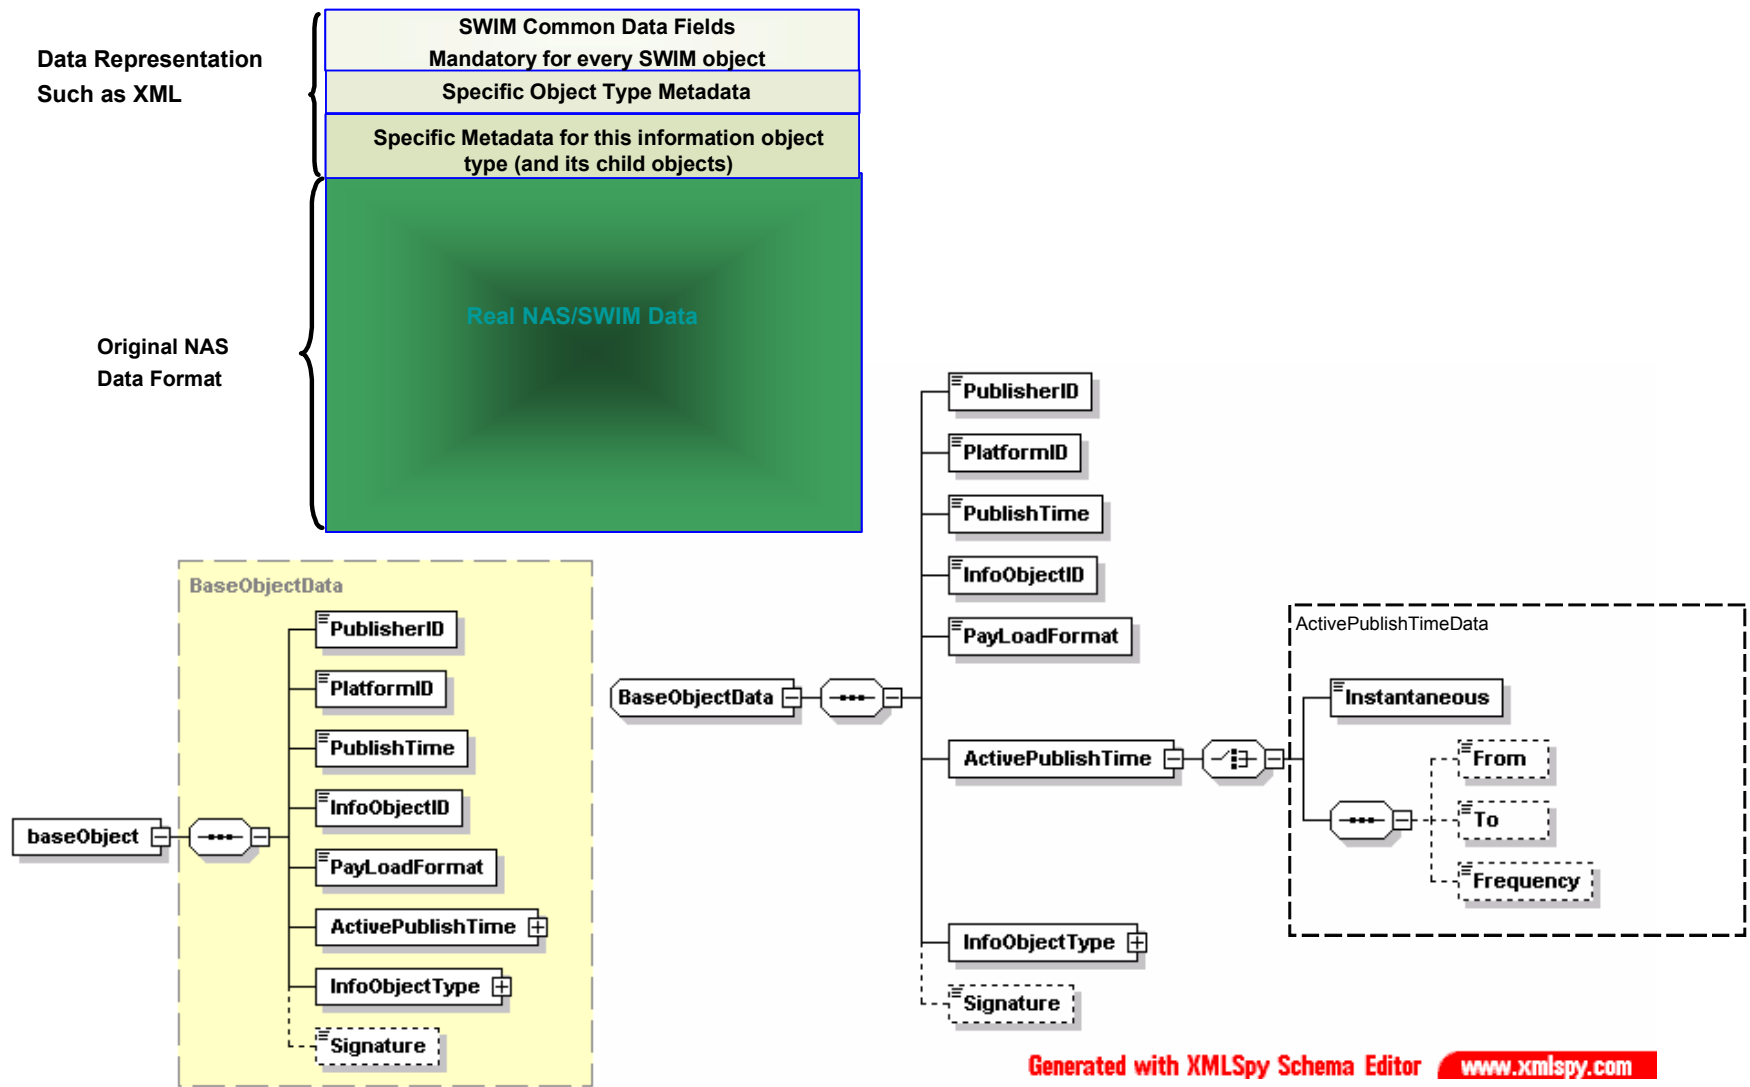 SWIM Common Data Fields
Mandatory for every SWIM object
Data Representation
Such as XML
Specific Object Type Metadata
Specific Metadata for this information object
type (and its child objects)
Real NAS/SWIM Data
Original NAS
Data Format
BaseObjectData
PublisherID
PlatformID
PublishTime
InfoObjectID
baseObject
PayLoadFormat
ActivePublishTime
InfoObjectType
Signature
PublisherID
PlatformID
PublishTime
InfoObjectID
PayLoadFormat
BaseObjectData
ActivePublishTime
InfoObjectType
Signature
ActivePublishTimeData
Instantaneous
From
To
Frequency
Generated with XMLSpy Schema Editor www.xmlspy.com